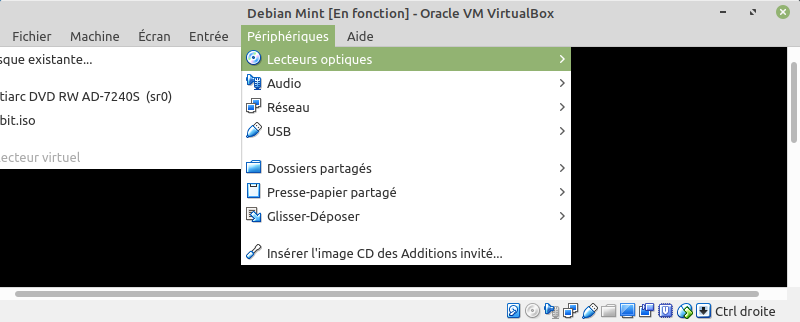 Debian Mint [En fonction] - Oracle VM VirtualBox
Fichier Machine Écran Entrée Périphériques Aide
sque existante...
tiarc DVD RW AD-7240S (sr0)
bit.iso
ecteur virtuel
Lecteurs optiques
Audio
Réseau
USB
Dossiers partagés
Presse-papier partagé
Glisser-Déposer
Insérer l'image CD des Additions invité...
Ctrl droite